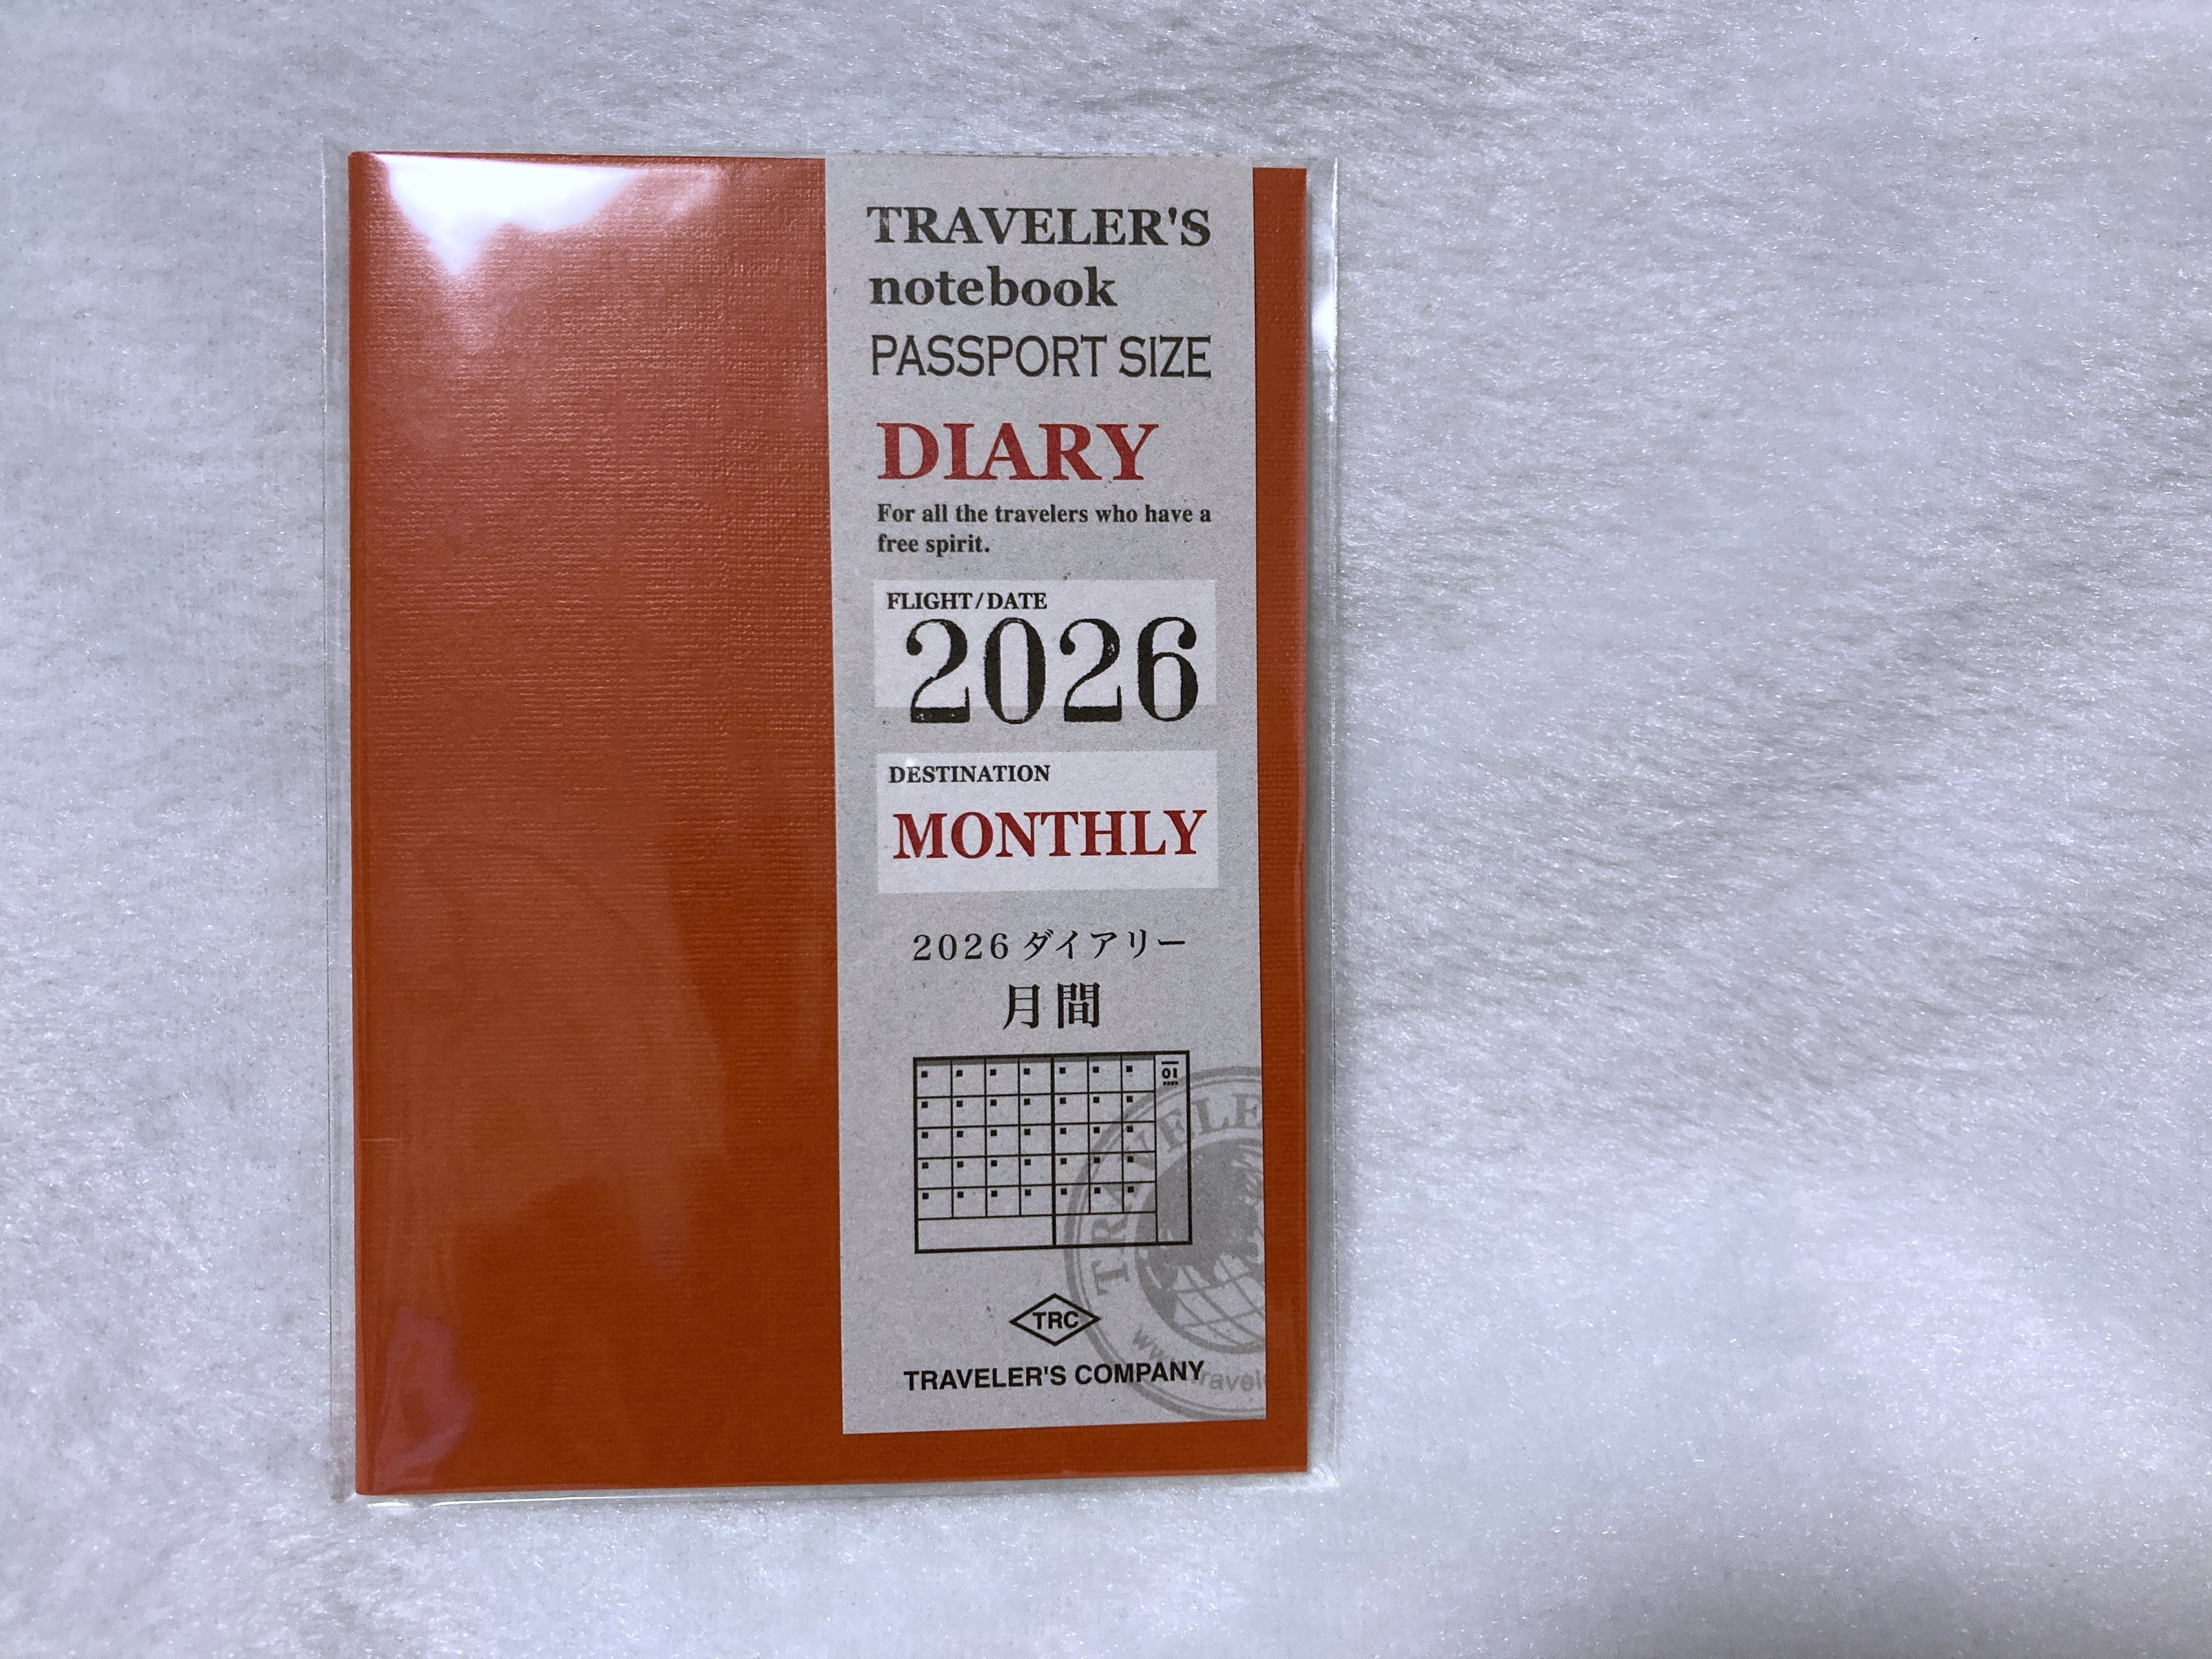 TRAVELER'S
notebook
PASSPORT SIZE
DIARY
For all the travelers who have a
free spirit.
FLIGHT/DATE
2026
DESTINATION
MONTHLY
2026 ダイアリー
月間
01
TRC
TRAVELER'S COMPANY